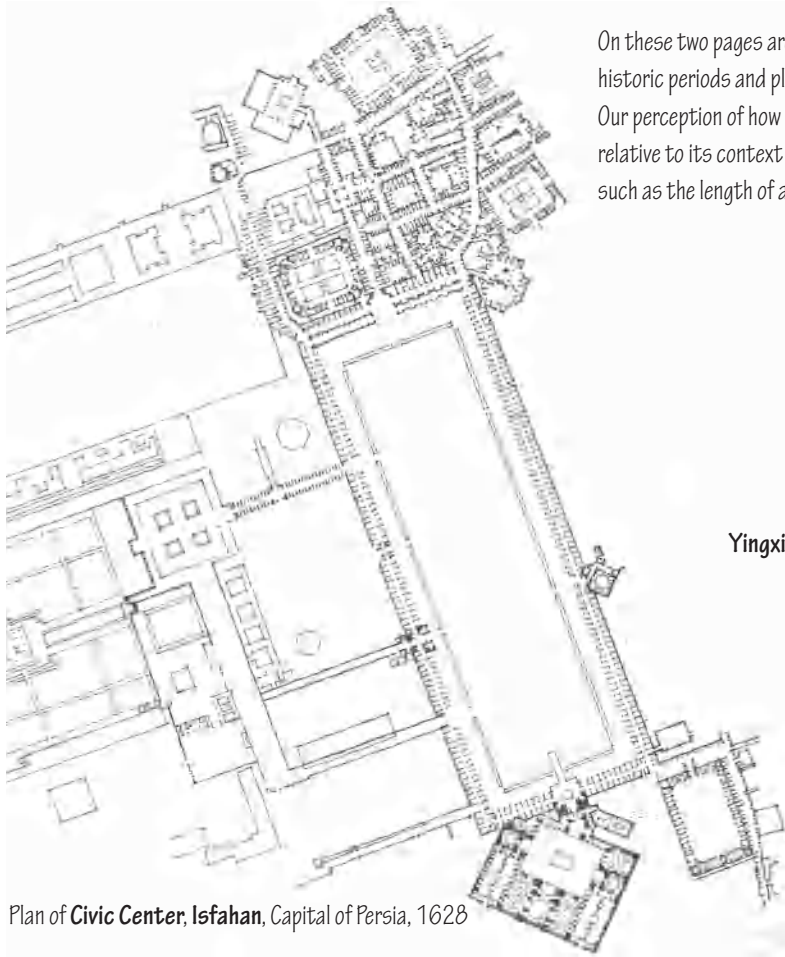 On these two pages ar
historic periods and pl
Our perception of how
relative to its context
such as the length of a
Yingxi
Plan of Civic Center, Isfahan, Capital of Persia, 1628